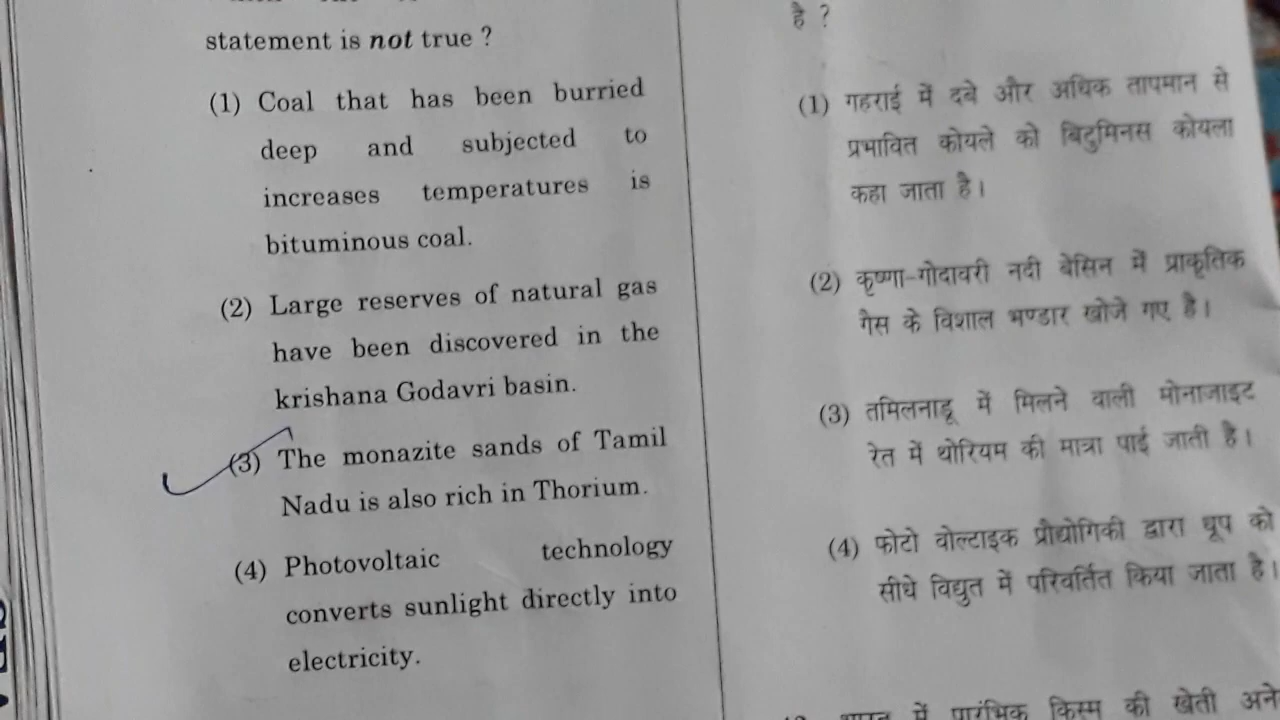 statement is not true ?
(1) Coal that has been burried
deep and subjected to
increases temperatures is
bituminous coal.
(2) Large reserves of natural gas
have been discovered in the
krishana Godavri basin.
(3) The monazite sands of Tamil
Nadu is also rich in Thorium.
(4) Photovoltaic technology
converts sunlight directly into
electricity.
है ?
(1) गहराई में दबे और अधिक तापमान से
प्रभावित कोयले को बिटुमिनस कोयला
कहा जाता है।
(2) कृष्णा-गोदावरी नदी बेसिन में प्राकृतिक
गैस के विशाल भण्डार खोजे गए है।
(3) तमिलनाडू में मिलने वाली मोनाजाइट
रेत में थोरियम की मात्रा पाई जाती है।
(4) फोटो वोल्टाइक प्रौद्योगिकी द्वारा धूप को
सीधे विद्युत में परिवर्तित किया जाता है।
भारत में प्रारंभिक किस्म की खेती अने